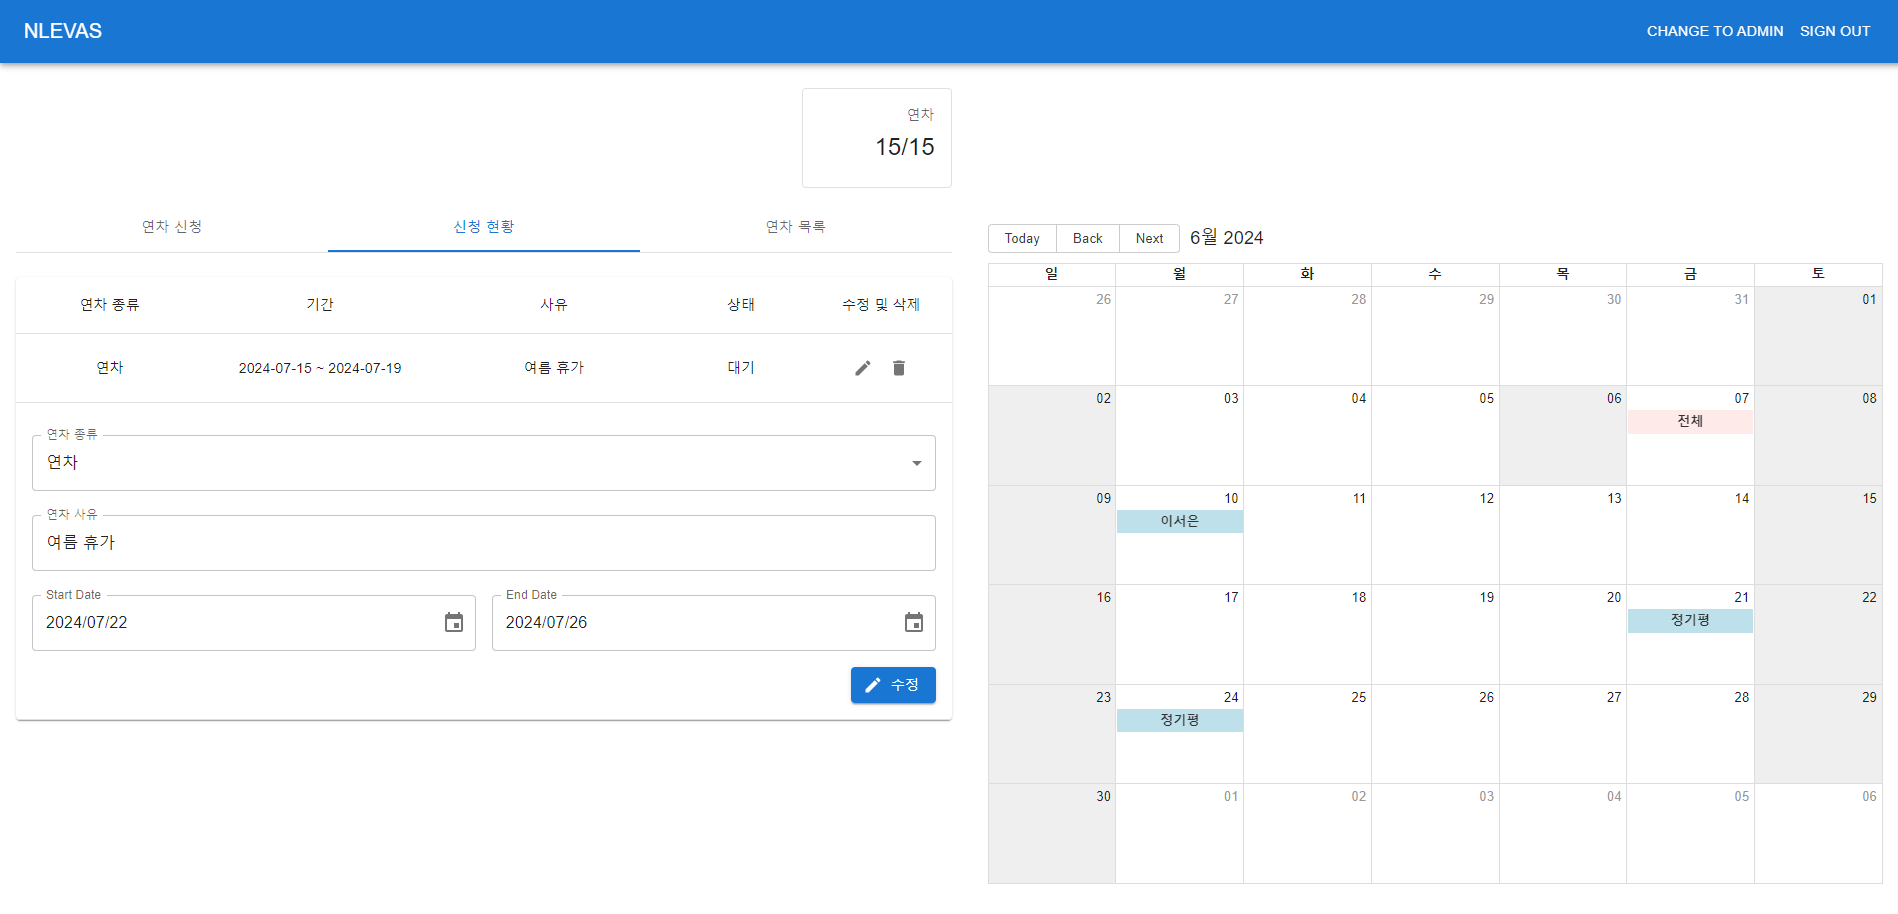 NLEVAS
CHANGE TO ADMIN SIGN OUT
연차
15/15
연차 신청 신청 현황 연차 목록
연차 종류 기간 사유 상태 수정 및 삭제
연차 2024-07-15 ~ 2024-07-19 여름 휴가 대기
연차 종류
연차
연차 사유
여름 휴가
Start Date End Date
2024/07/22 2024/07/26
수정
Today Back Next 6월 2024
일 월 화 수 목 금 토
26 27 28 29 30 31 01
02 03 04 05 06 07 08
전체
09 10 11 12 13 14 15
이서은
16 17 18 19 20 21 22
정기평
23 24 25 26 27 28 29
정기평
30 01 02 03 04 05 06